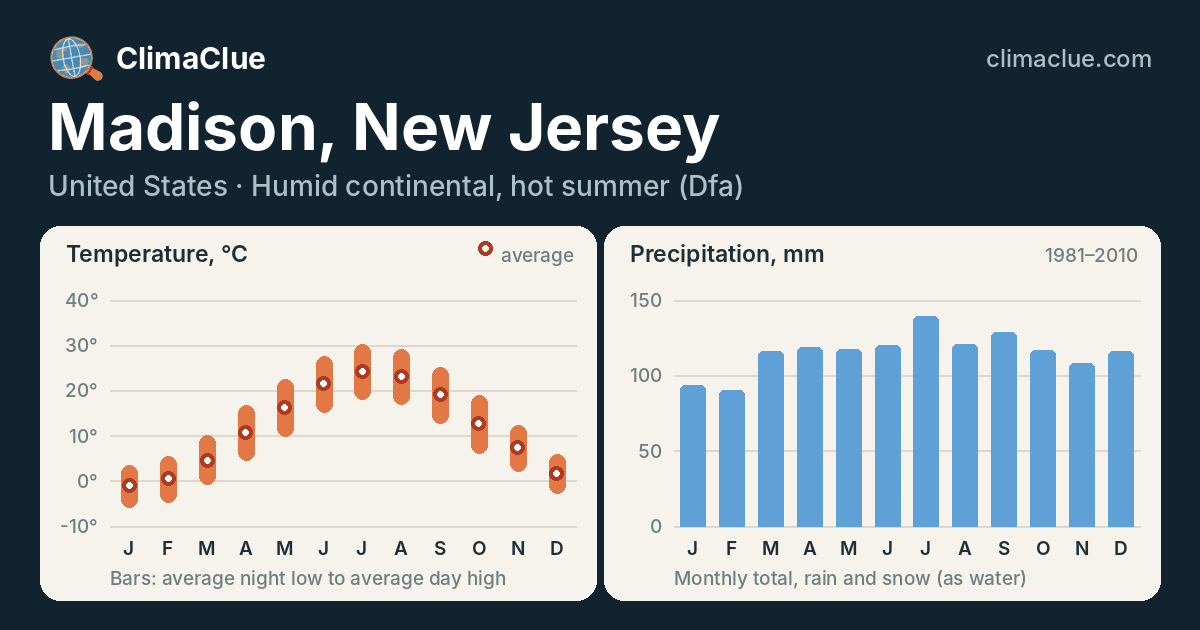 ClimaClue
climaclue.com
Madison, New Jersey
United States · Humid continental, hot summer (Dfa)
Temperature, °C
average
40°
30°
20°
10°
0°
-10°
J F M A M J J A S O N D
Bars: average night low to average day high
Precipitation, mm
1981–2010
150
100
50
0
J F M A M J J A S O N D
Monthly total, rain and snow (as water)